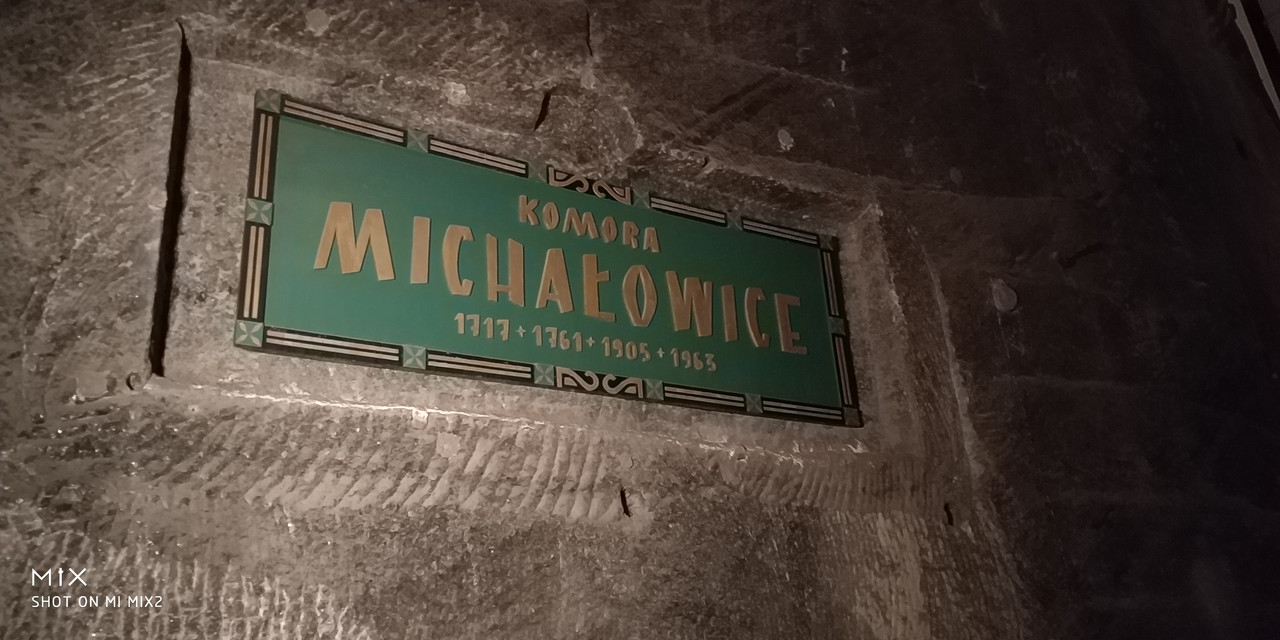 KOMORA
MICHAŁOWICE
1717+1761+1905+1963
MIX
SHOT ON MI MIX2